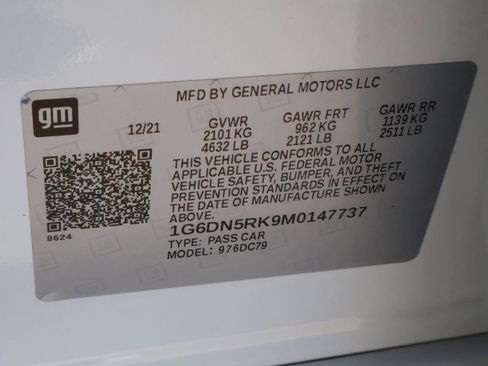 MFD BY GENERAL MOTORS LLC
gm
12/21
GVWR
2101 KG
4632 LB
GAWR FRT
962 KG
2121 LB
GAWR RR
1139 KG
2511 LB
THIS VEHICLE CONFORMS TO ALL
APPLICABLE U.S. FEDERAL MOTOR
VEHICLE SAFETY, BUMPER, AND THEFT
PREVENTION STANDARDS IN EFFECT ON
THE DATE OF MANUFACTURE SHOWN
ABOVE.
8624
1G6DN5RK9M0147737
TYPE: PASS CAR
MODEL: 976DC79